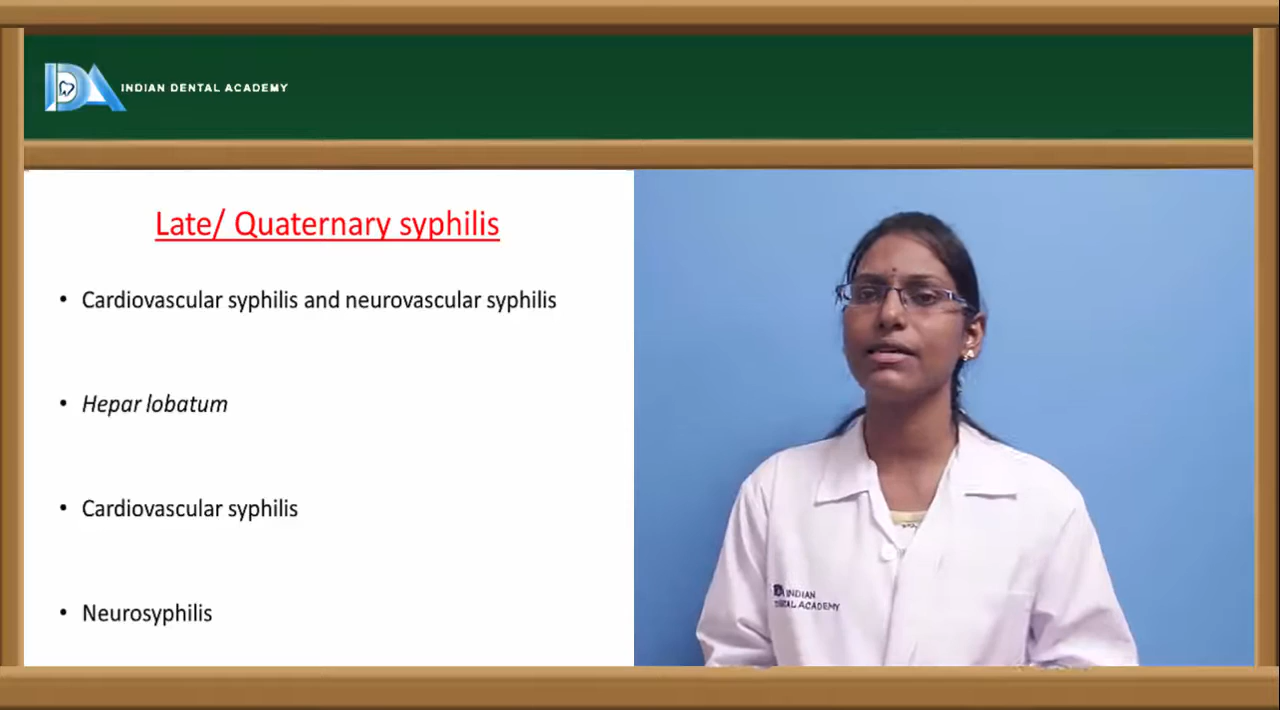 INDIAN DENTAL ACADEMY
Late/ Quaternary syphilis
• Cardiovascular syphilis and neurovascular syphilis
• Hepar lobatum
• Cardiovascular syphilis
• Neurosyphilis
INDIAN
DENTAL ACADEMY